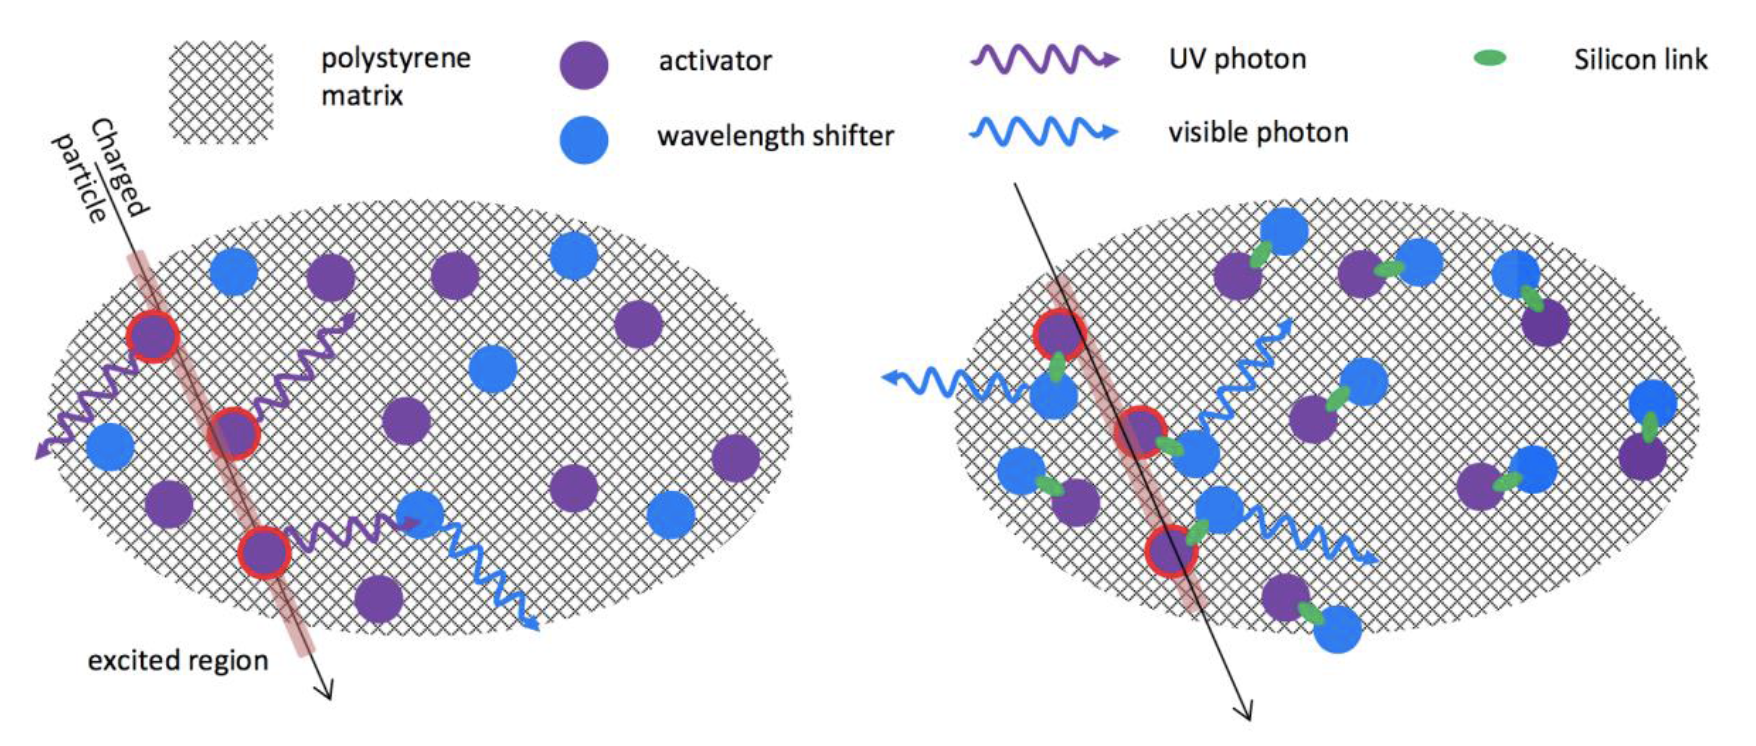 polystyrene
matrix
activator
wavelength shifter
UV photon
visible photon
Silicon link
Charged
particle
excited region